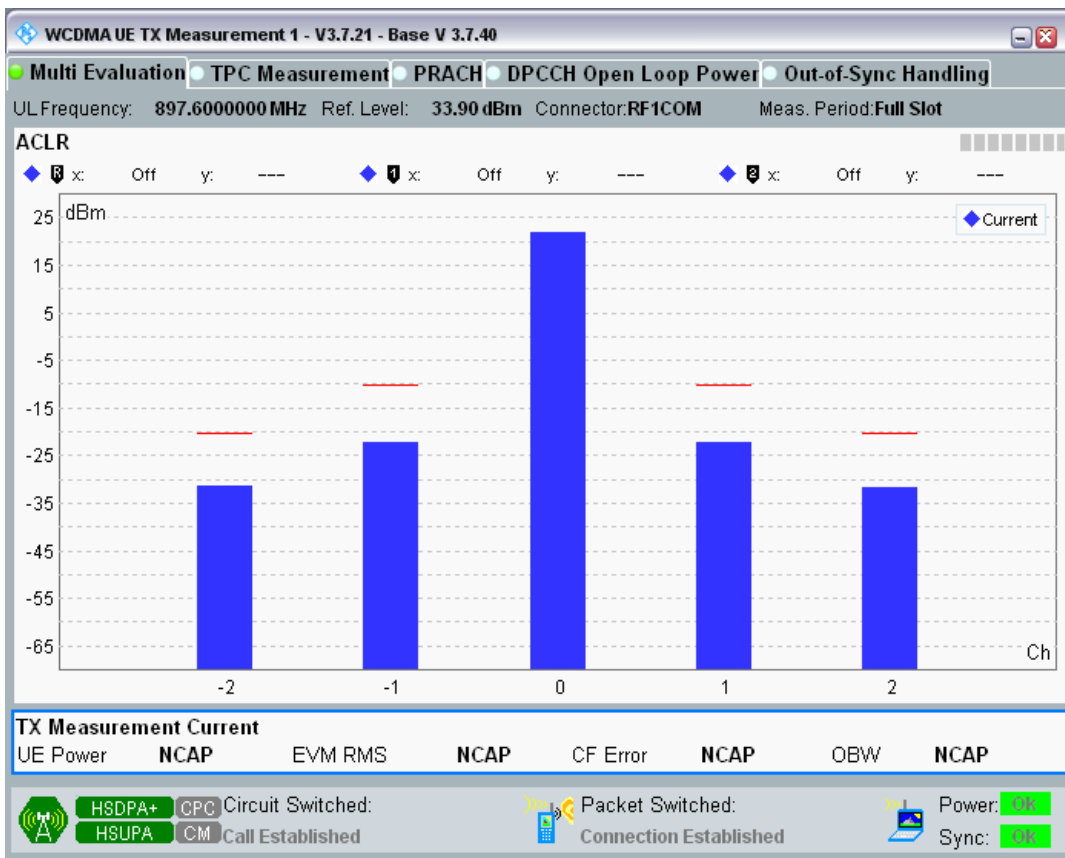 WCDMA UE TX Measurement 1 - V3.7.21 - Base V 3.7.40
Multi Evaluation TPC Measurement PRACH DPCCH Open Loop Power Out-of-Sync Handling
UL Frequency: 897.6000000 MHz Ref. Level: 33.90 dBm Connector:RF1COM Meas. Period:Full Slot
ACLR
R x: Off y: --- 1 x: Off y: --- 2 x: Off y: ---
dBm
Current
25
15
5
-5
-15
-25
-35
-45
-55
-65
Ch
-2 -1 0 1 2
TX Measurement Current
UE Power NCAP EVM RMS NCAP CF Error NCAP OBW NCAP
HSDPA+ CPC Circuit Switched: Packet Switched: Power: Ok
HSUPA CM Call Established Connection Established Sync: Ok